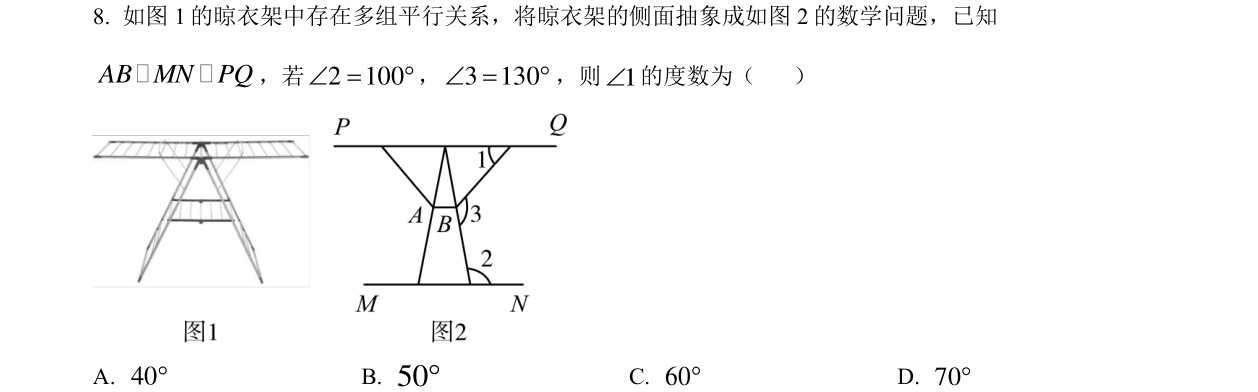 8. 如图 1 的晾衣架中存在多组平行关系，将晾衣架的侧面抽象成如图 2 的数学问题，已知
AB□MN□PQ，若∠2=100°，∠3=130°，则∠1的度数为（　　）
P Q
1
A B 3
2
M N
图1 图2
A. 40° B. 50° C. 60° D. 70°